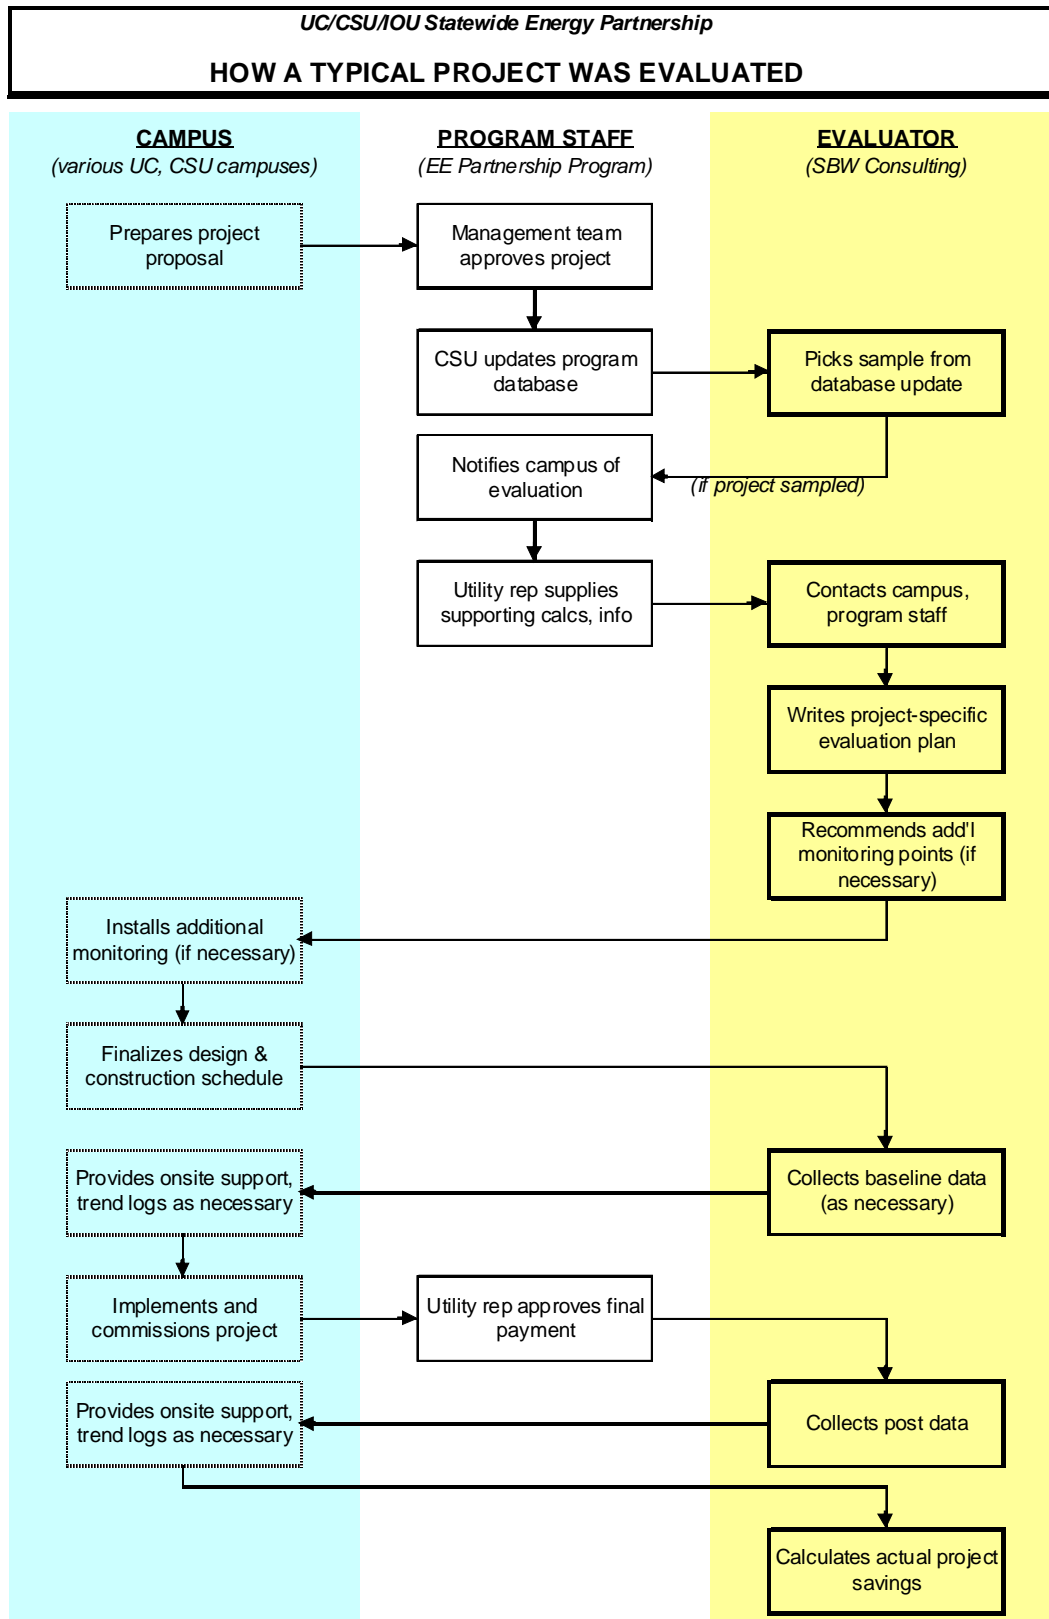 UC/CSU/IOU Statewide Energy Partnership
HOW A TYPICAL PROJECT WAS EVALUATED
CAMPUS
(various UC, CSU campuses)
PROGRAM STAFF
(EE Partnership Program)
EVALUATOR
(SBW Consulting)
Prepares project
proposal
Management team
approves project
CSU updates program
database
Picks sample from
database update
Notifies campus of
evaluation
(if project sampled)
Utility rep supplies
supporting calcs, info
Contacts campus,
program staff
Writes project-specific
evaluation plan
Recommends add'l
monitoring points (if
necessary)
Installs additional
monitoring (if necessary)
Finalizes design &
construction schedule
Provides onsite support,
trend logs as necessary
Collects baseline data
(as necessary)
Implements and
commissions project
Utility rep approves final
payment
Provides onsite support,
trend logs as necessary
Collects post data
Calculates actual project
savings